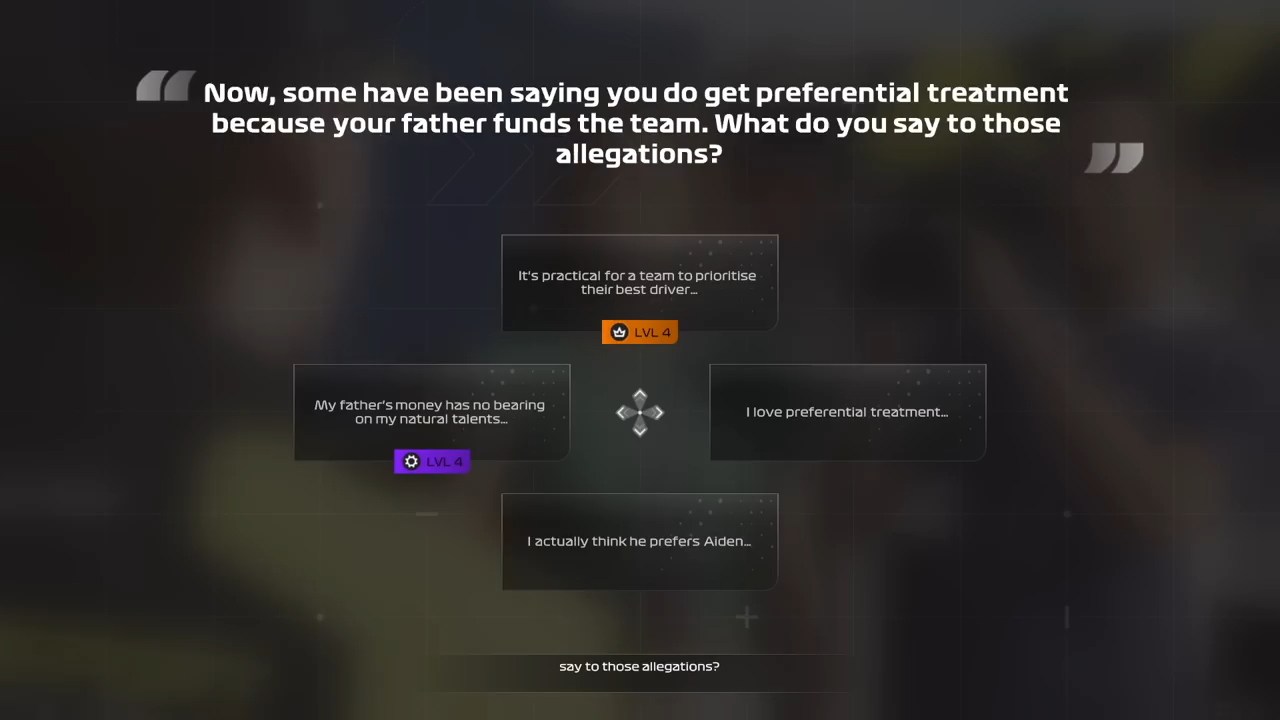 Now, some have been saying you do get preferential treatment
because your father funds the team. What do you say to those
allegations?
It's practical for a team to prioritise
their best driver...
LVL 4
My father's money has no bearing
on my natural talents...
LVL 4
I love preferential treatment...
I actually think he prefers Aiden...
say to those allegations?